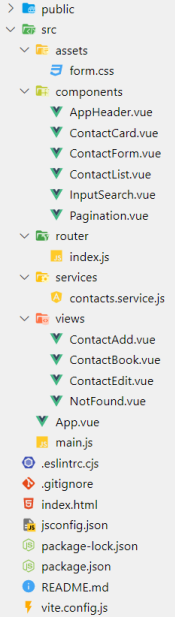 public
src
assets
form.css
components
AppHeader.vue
ContactCard.vue
ContactForm.vue
ContactList.vue
InputSearch.vue
Pagination.vue
router
index.js
services
contacts.service.js
views
ContactAdd.vue
ContactBook.vue
ContactEdit.vue
NotFound.vue
App.vue
main.js
.eslintrc.cjs
.gitignore
index.html
jsconfig.json
package-lock.json
package.json
README.md
vite.config.js